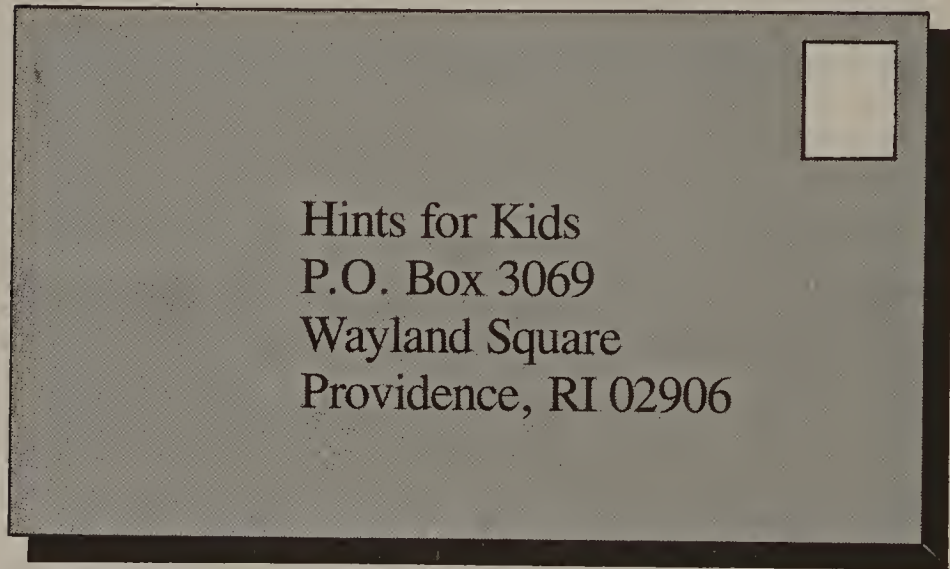 Hints for Kids
P.O. Box 3069
Wayland Square
Providence, RI 02906